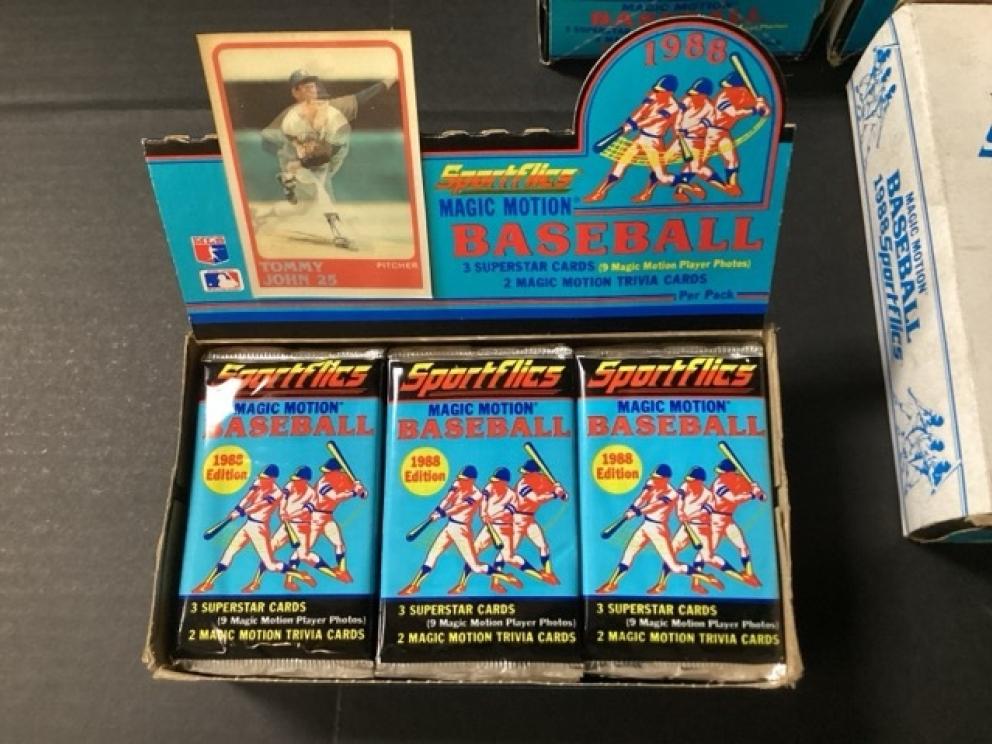 BASEBALL
1988
Sportflics
MAGIC MOTION
BASEBALL
3 SUPERSTAR CARDS (9 Magic Motion Player Photos)
2 MAGIC MOTION TRIVIA CARDS
Per Pack
TOMMY
JOHN 25
PITCHER
MAGIC MOTION
BASEBALL
1988 Sportflics
Sportflics
MAGIC MOTION
BASEBALL
1988
Edition
3 SUPERSTAR CARDS
(9 Magic Motion Player Photos)
2 MAGIC MOTION TRIVIA CARDS
Sportflics
MAGIC MOTION
BASEBALL
1988
Edition
3 SUPERSTAR CARDS
(9 Magic Motion Player Photos)
2 MAGIC MOTION TRIVIA CARDS
Sportflics
MAGIC MOTION
BASEBALL
1988
Edition
3 SUPERSTAR CARDS
(9 Magic Motion Player Photos)
2 MAGIC MOTION TRIVIA CARDS